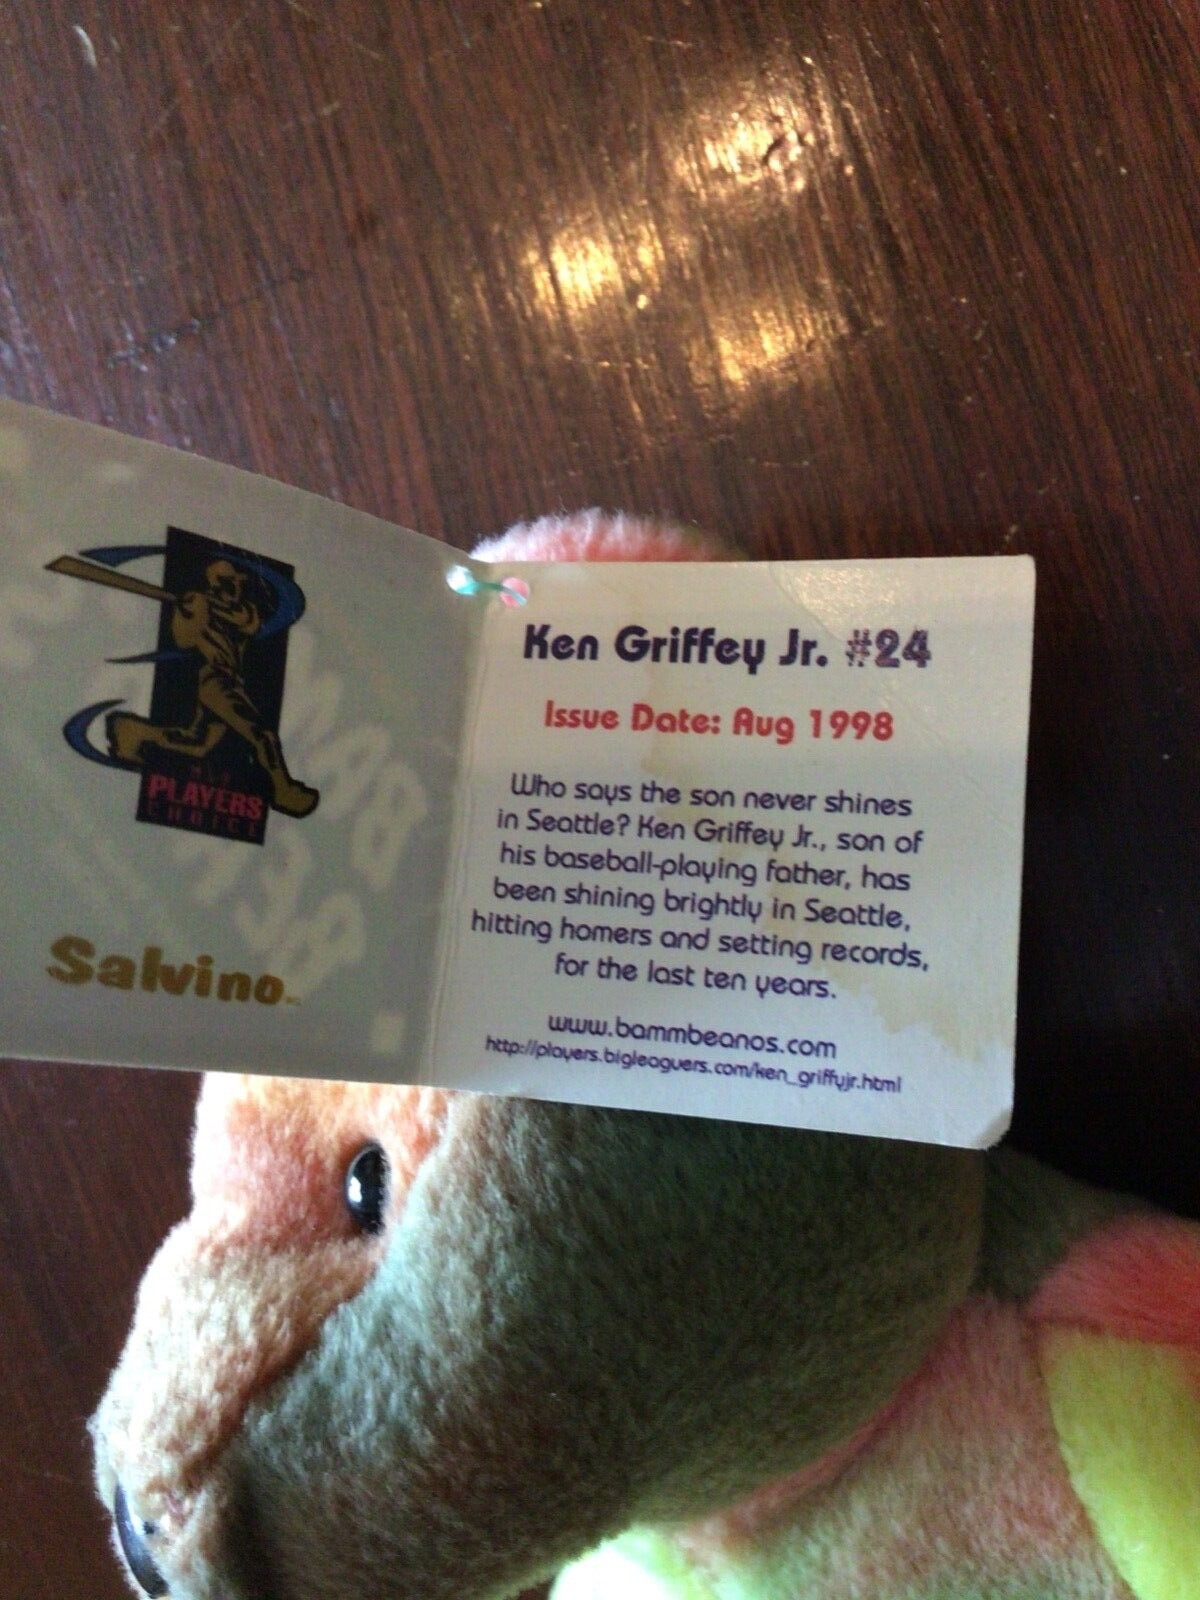 MLB
PLAYERS
CHOICE
Salvino
Ken Griffey Jr. #24
Issue Date: Aug 1998
Who says the son never shines
in Seattle? Ken Griffey Jr., son of
his baseball-playing father, has
been shining brightly in Seattle,
hitting homers and setting records,
for the last ten years.
www.bammbeanos.com
http://players.bigleaguers.com/ken_griffyjr.html